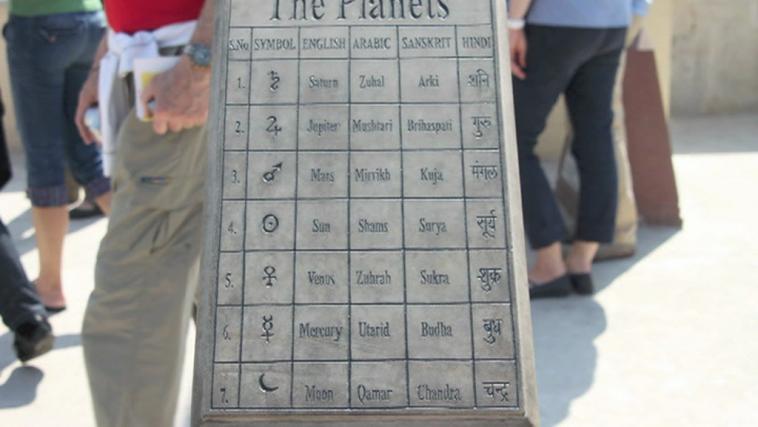 The Planets
S.No SYMBOL ENGLISH ARABIC SANSKRIT HINDI
1. ♄ Saturn Zuhal Arki शनि
2. ♃ Jupiter Mushtari Brihaspati गुरु
3. ♂ Mars Mirrikh Kuja मंगल
4. ☉ Sun Shams Surya सूर्य
5. ♀ Venus Zuhrah Sukra शुक्र
6. ☿ Mercury Utarid Budha बुध
7. ☾ Moon Qamar Chandra चन्द्र